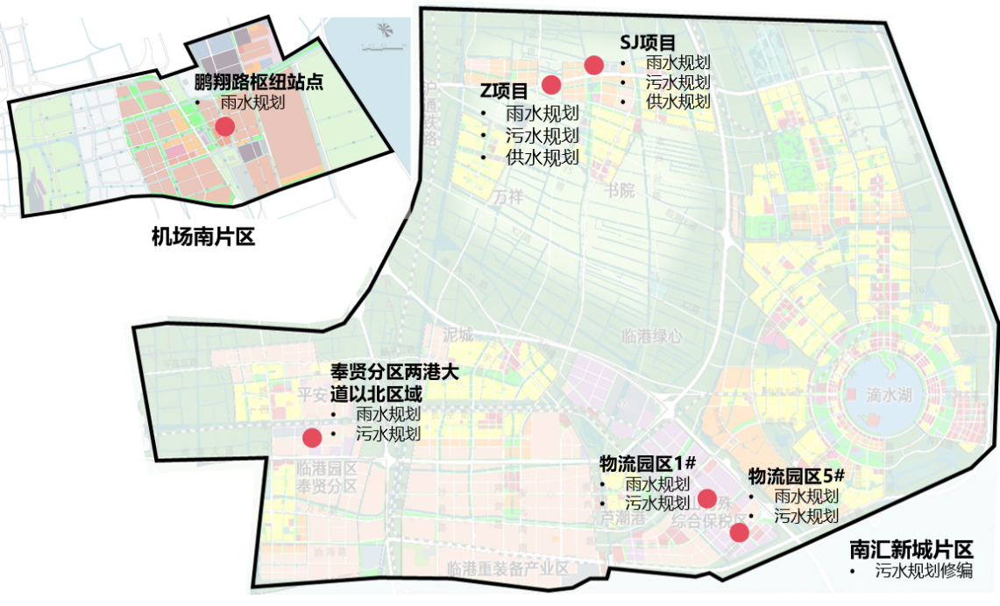 鹏翔路枢纽站点
• 雨水规划
机场南片区
SJ项目
• 雨水规划
• 污水规划
• 供水规划
Z项目
• 雨水规划
• 污水规划
• 供水规划
沪通铁路
万祥
书院
泥城
临港绿心
滴水湖
奉贤分区两港大
道以北区域
• 雨水规划
• 污水规划
平安
临港园区
奉贤分区
物流园区1#
• 雨水规划
• 污水规划
物流园区5#
• 雨水规划
• 污水规划
芦潮港
综合保税区
临港重装备产业区
南汇新城片区
• 污水规划修编